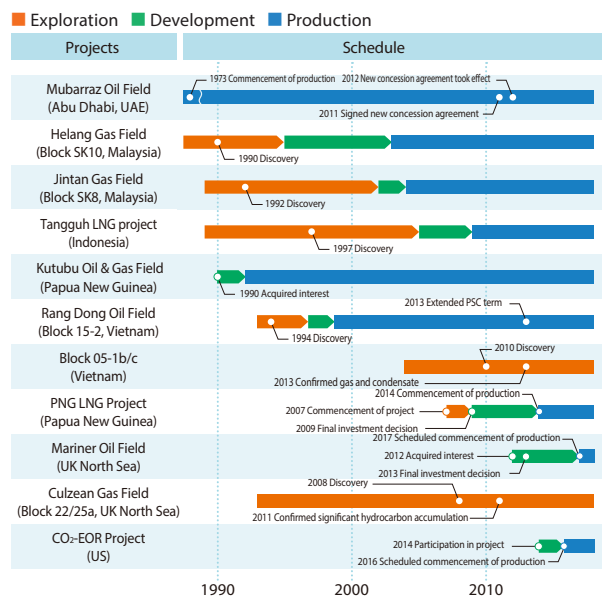 Exploration Development Production
Projects Schedule
Mubarraz Oil Field
(Abu Dhabi, UAE)
1973 Commencement of production 2012 New concession agreement took effect
2011 Signed new concession agreement
Helang Gas Field
(Block SK10, Malaysia)
1990 Discovery
Jintan Gas Field
(Block SK8, Malaysia)
1992 Discovery
Tangguh LNG project
(Indonesia)
1997 Discovery
Kutubu Oil & Gas Field
(Papua New Guinea)
1990 Acquired interest
Rang Dong Oil Field
(Block 15-2, Vietnam)
2013 Extended PSC term
1994 Discovery
Block 05-1b/c
(Vietnam)
2010 Discovery
2013 Confirmed gas and condensate
PNG LNG Project
(Papua New Guinea)
2014 Commencement of production
2007 Commencement of project
2009 Final investment decision
Mariner Oil Field
(UK North Sea)
2017 Scheduled commencement of production
2012 Acquired interest
2013 Final investment decision
Culzean Gas Field
(Block 22/25a, UK North Sea)
2008 Discovery
2011 Confirmed significant hydrocarbon accumulation
CO₂-EOR Project
(US)
2014 Participation in project
2016 Scheduled commencement of production
1990 2000 2010